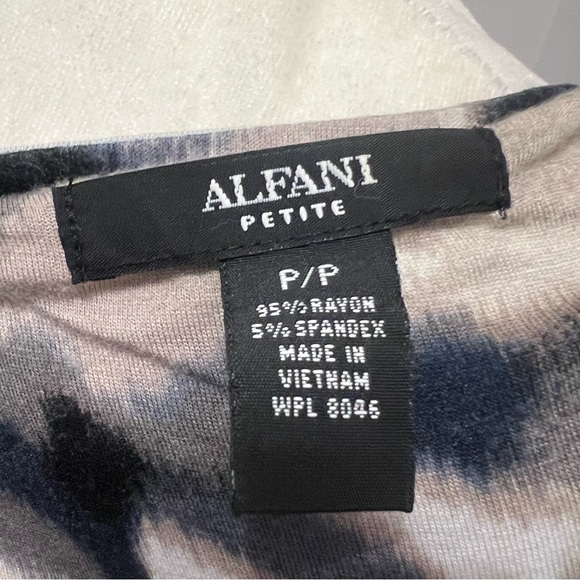 ALFANI
PETITE
P/P
95% RAYON
5% SPANDEX
MADE IN
VIETNAM
WPL 8046